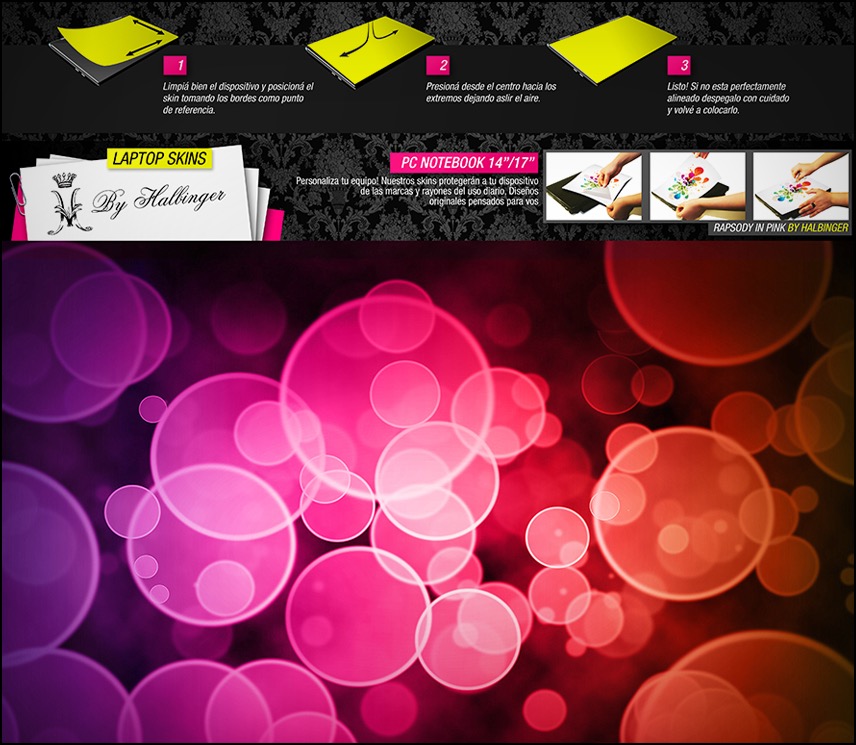 1
Limpiá bien el dispositivo y posicioná el
skin tomando los bordes como punto
de referencia.
2
Presioná desde el centro hacia los
extremos dejando aslir el aire.
3
Listo! Si no esta perfectamente
alineado despegalo con cuidado
y volvé a colocarlo.
LAPTOP SKINS
By Halbinger
PC NOTEBOOK 14”/17”
Personaliza tu equipo! Nuestros skins protegerán a tu dispositivo
de las marcas y rayones del uso diario, Diseños
originales pensados para vos
RAPSODY IN PINK BY HALBINGER